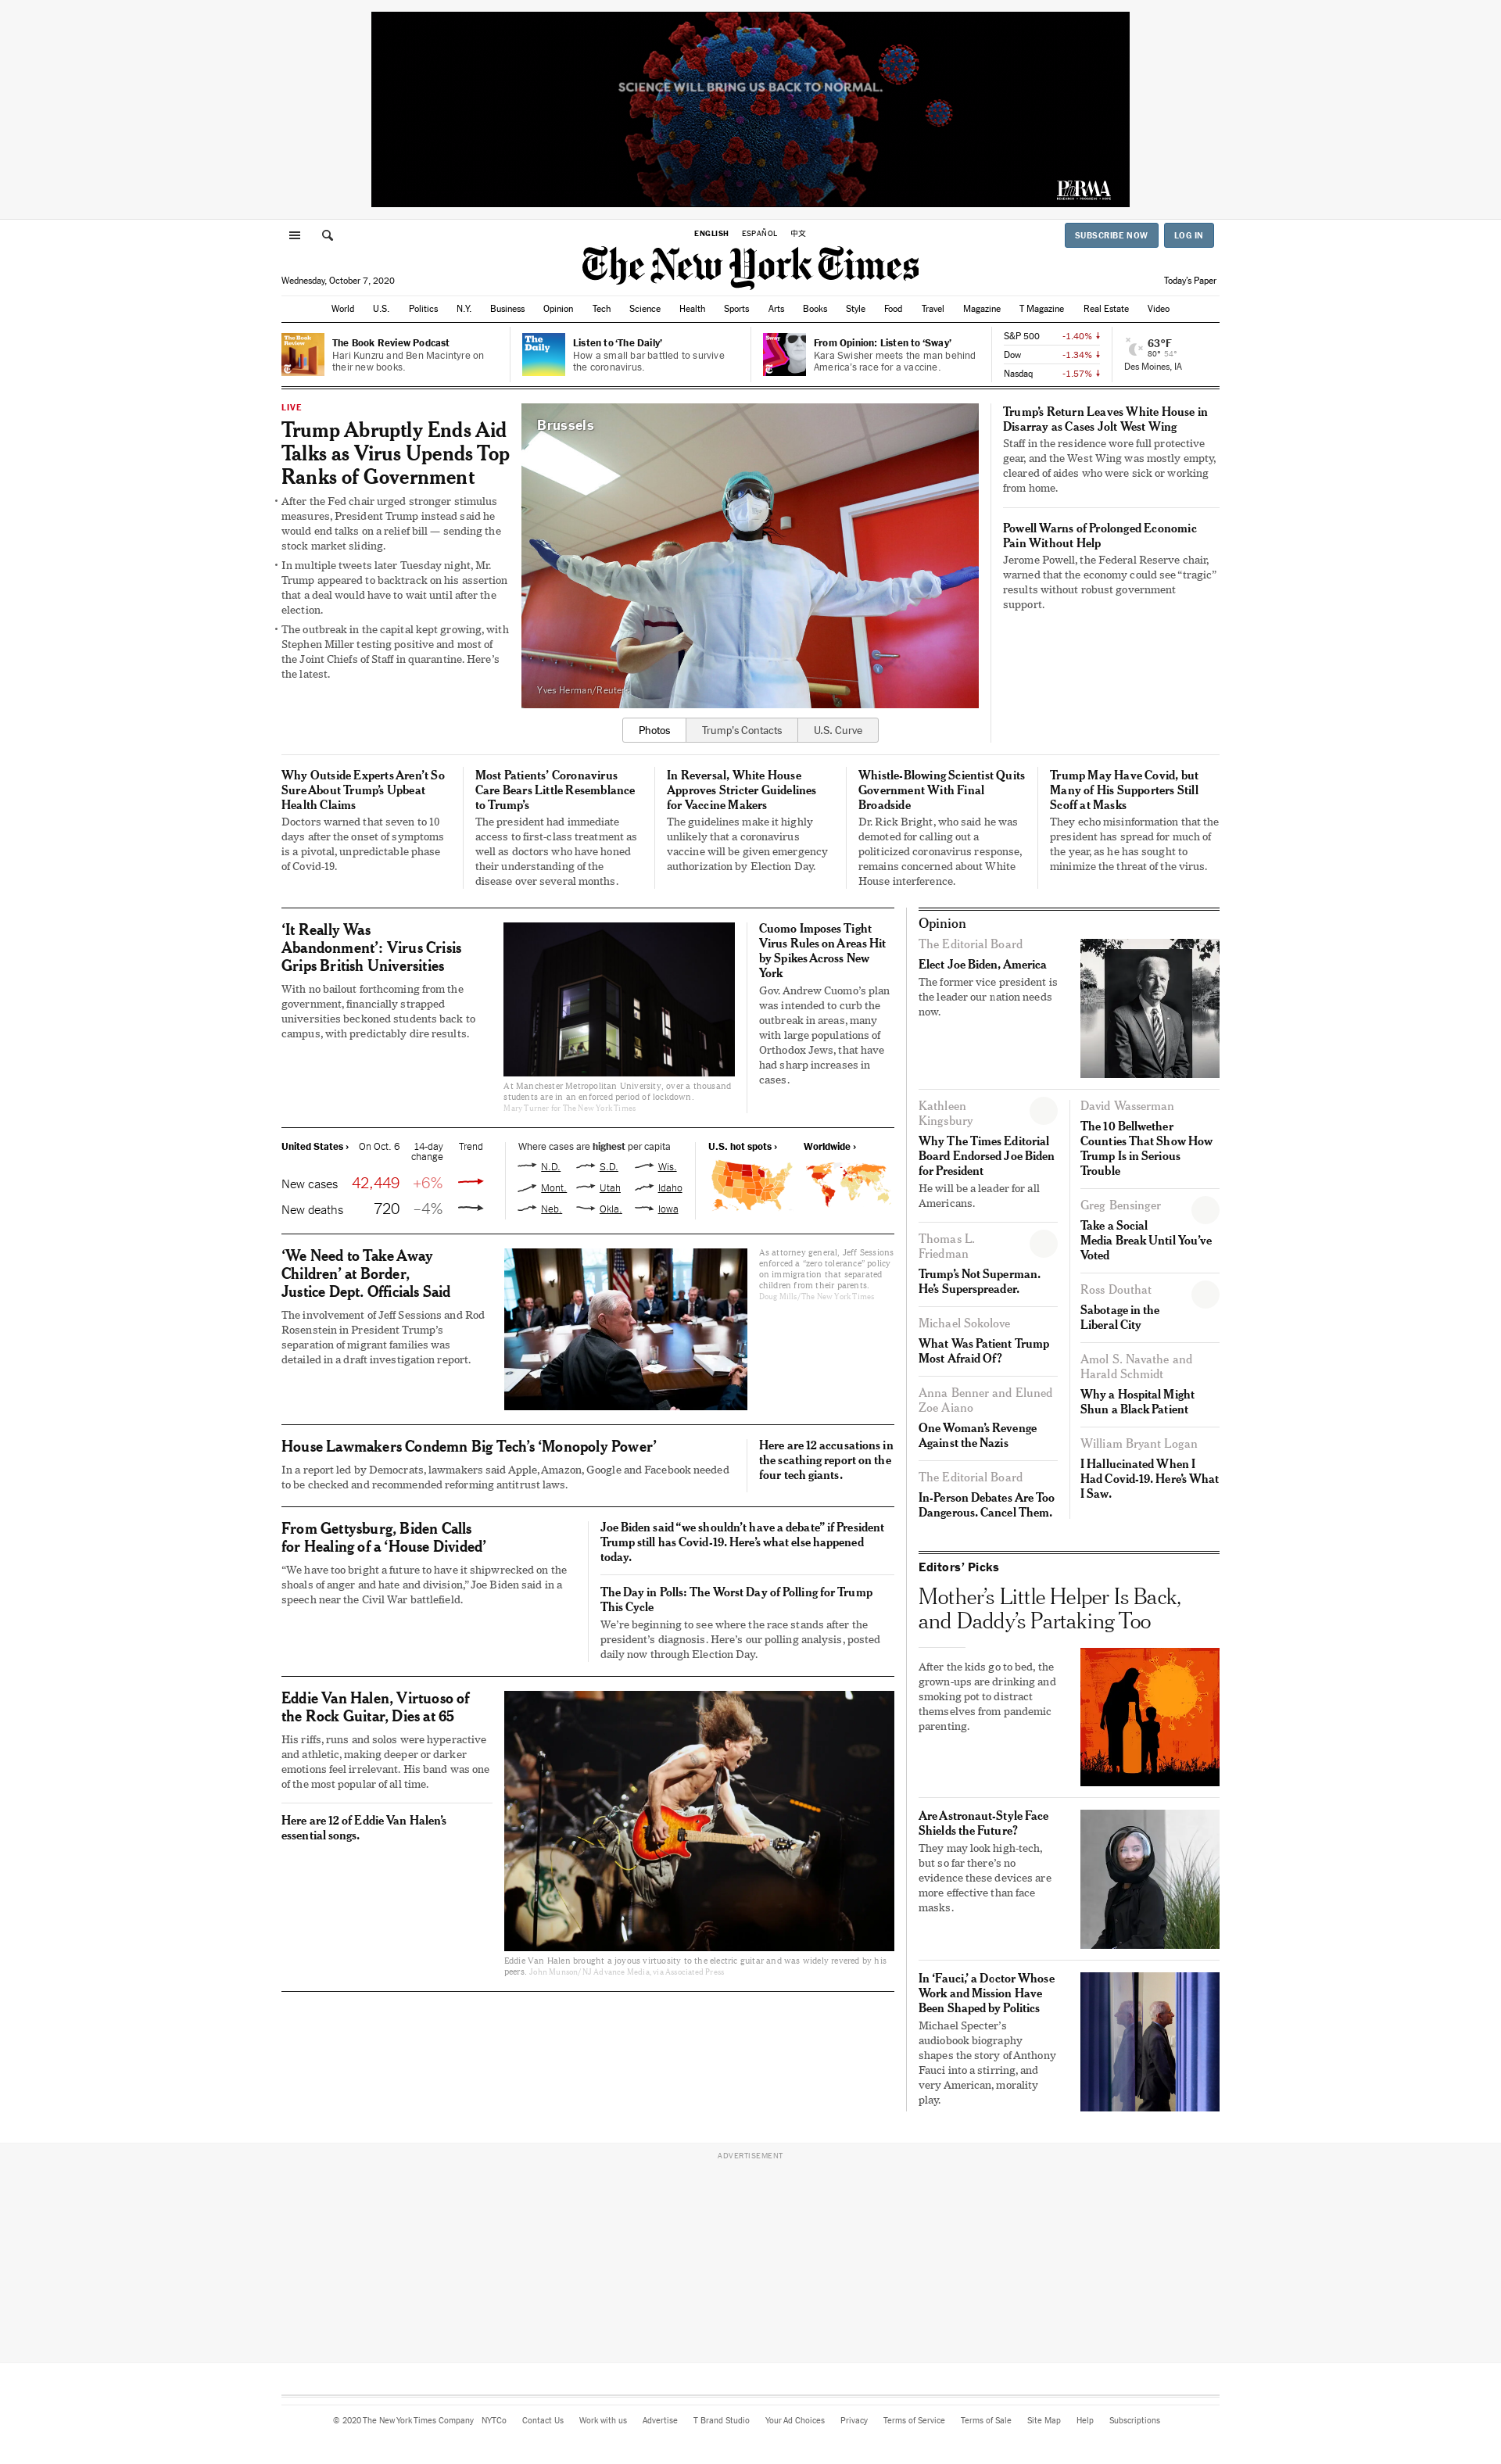 SCIENCE WILL BRING US BACK TO NORMAL.
PhRMA
RESEARCH • PROGRESS • HOPE
ENGLISH
ESPAÑOL
中文
SUBSCRIBE NOW
LOG IN
The New York Times
Wednesday, October 7, 2020
Today's Paper
World
U.S.
Politics
N.Y.
Business
Opinion
Tech
Science
Health
Sports
Arts
Books
Style
Food
Travel
Magazine
T Magazine
Real Estate
Video
The Book Review
The Book Review Podcast
Hari Kunzru and Ben Macintyre on
their new books.
The
Daily
Listen to ‘The Daily’
How a small bar battled to survive
the coronavirus.
Sway
From Opinion: Listen to ‘Sway’
Kara Swisher meets the man behind
America’s race for a vaccine.
S&P 500 -1.40%
Dow -1.34%
Nasdaq -1.57%
63°F
80° 54°
Des Moines, IA
LIVE
Trump Abruptly Ends Aid
Talks as Virus Upends Top
Ranks of Government
• After the Fed chair urged stronger stimulus
measures, President Trump instead said he
would end talks on a relief bill — sending the
stock market sliding.
• In multiple tweets later Tuesday night, Mr.
Trump appeared to backtrack on his assertion
that a deal would have to wait until after the
election.
• The outbreak in the capital kept growing, with
Stephen Miller testing positive and most of
the Joint Chiefs of Staff in quarantine. Here’s
the latest.
Brussels
Yves Herman/Reuters
Photos
Trump's Contacts
U.S. Curve
Trump’s Return Leaves White House in
Disarray as Cases Jolt West Wing
Staff in the residence wore full protective
gear, and the West Wing was mostly empty,
cleared of aides who were sick or working
from home.
Powell Warns of Prolonged Economic
Pain Without Help
Jerome Powell, the Federal Reserve chair,
warned that the economy could see “tragic”
results without robust government
support.
Why Outside Experts Aren’t So
Sure About Trump’s Upbeat
Health Claims
Doctors warned that seven to 10
days after the onset of symptoms
is a pivotal, unpredictable phase
of Covid-19.
Most Patients’ Coronavirus
Care Bears Little Resemblance
to Trump’s
The president had immediate
access to first-class treatment as
well as doctors who have honed
their understanding of the
disease over several months.
In Reversal, White House
Approves Stricter Guidelines
for Vaccine Makers
The guidelines make it highly
unlikely that a coronavirus
vaccine will be given emergency
authorization by Election Day.
Whistle-Blowing Scientist Quits
Government With Final
Broadside
Dr. Rick Bright, who said he was
demoted for calling out a
politicized coronavirus response,
remains concerned about White
House interference.
Trump May Have Covid, but
Many of His Supporters Still
Scoff at Masks
They echo misinformation that the
president has spread for much of
the year, as he has sought to
minimize the threat of the virus.
‘It Really Was
Abandonment’: Virus Crisis
Grips British Universities
With no bailout forthcoming from the
government, financially strapped
universities beckoned students back to
campus, with predictably dire results.
At Manchester Metropolitan University, over a thousand
students are in an enforced period of lockdown.
Mary Turner for The New York Times
Cuomo Imposes Tight
Virus Rules on Areas Hit
by Spikes Across New
York
Gov. Andrew Cuomo’s plan
was intended to curb the
outbreak in areas, many
with large populations of
Orthodox Jews, that have
had sharp increases in
cases.
United States › On Oct. 6 14-day
change Trend
New cases 42,449 +6%
New deaths 720 –4%
Where cases are highest per capita
N.D. S.D. Wis.
Mont. Utah Idaho
Neb. Okla. Iowa
U.S. hot spots ›
Worldwide ›
‘We Need to Take Away
Children’ at Border,
Justice Dept. Officials Said
The involvement of Jeff Sessions and Rod
Rosenstein in President Trump’s
separation of migrant families was
detailed in a draft investigation report.
As attorney general, Jeff Sessions
enforced a “zero tolerance” policy
on immigration that separated
children from their parents.
Doug Mills/The New York Times
House Lawmakers Condemn Big Tech’s ‘Monopoly Power’
In a report led by Democrats, lawmakers said Apple, Amazon, Google and Facebook needed
to be checked and recommended reforming antitrust laws.
Here are 12 accusations in
the scathing report on the
four tech giants.
From Gettysburg, Biden Calls
for Healing of a ‘House Divided’
“We have too bright a future to have it shipwrecked on the
shoals of anger and hate and division,” Joe Biden said in a
speech near the Civil War battlefield.
Joe Biden said “we shouldn’t have a debate” if President
Trump still has Covid-19. Here’s what else happened
today.
The Day in Polls: The Worst Day of Polling for Trump
This Cycle
We’re beginning to see where the race stands after the
president’s diagnosis. Here’s our polling analysis, posted
daily now through Election Day.
Eddie Van Halen, Virtuoso of
the Rock Guitar, Dies at 65
His riffs, runs and solos were hyperactive
and athletic, making deeper or darker
emotions feel irrelevant. His band was one
of the most popular of all time.
Here are 12 of Eddie Van Halen’s
essential songs.
Eddie Van Halen brought a joyous virtuosity to the electric guitar and was widely revered by his
peers. John Munson/NJ Advance Media, via Associated Press
Opinion
The Editorial Board
Elect Joe Biden, America
The former vice president is
the leader our nation needs
now.
Kathleen
Kingsbury
Why The Times Editorial
Board Endorsed Joe Biden
for President
He will be a leader for all
Americans.
Thomas L.
Friedman
Trump’s Not Superman.
He’s Superspreader.
Michael Sokolove
What Was Patient Trump
Most Afraid Of?
Anna Benner and Eluned
Zoe Aiano
One Woman’s Revenge
Against the Nazis
The Editorial Board
In-Person Debates Are Too
Dangerous. Cancel Them.
David Wasserman
The 10 Bellwether
Counties That Show How
Trump Is in Serious
Trouble
Greg Bensinger
Take a Social
Media Break Until You’ve
Voted
Ross Douthat
Sabotage in the
Liberal City
Amol S. Navathe and
Harald Schmidt
Why a Hospital Might
Shun a Black Patient
William Bryant Logan
I Hallucinated When I
Had Covid-19. Here’s What
I Saw.
Editors’ Picks
Mother’s Little Helper Is Back,
and Daddy’s Partaking Too
After the kids go to bed, the
grown-ups are drinking and
smoking pot to distract
themselves from pandemic
parenting.
Are Astronaut-Style Face
Shields the Future?
They may look high-tech,
but so far there’s no
evidence these devices are
more effective than face
masks.
In ‘Fauci,’ a Doctor Whose
Work and Mission Have
Been Shaped by Politics
Michael Specter’s
audiobook biography
shapes the story of Anthony
Fauci into a stirring, and
very American, morality
play.
ADVERTISEMENT
© 2020 The New York Times Company
NYTCo
Contact Us
Work with us
Advertise
T Brand Studio
Your Ad Choices
Privacy
Terms of Service
Terms of Sale
Site Map
Help
Subscriptions